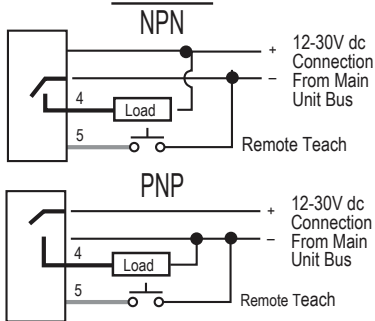 NPN
+ 12-30V dc
Connection
– From Main
Unit Bus
4
Load
5
Remote Teach
PNP
+ 12-30V dc
Connection
– From Main
Unit Bus
4
Load
5
Remote Teach